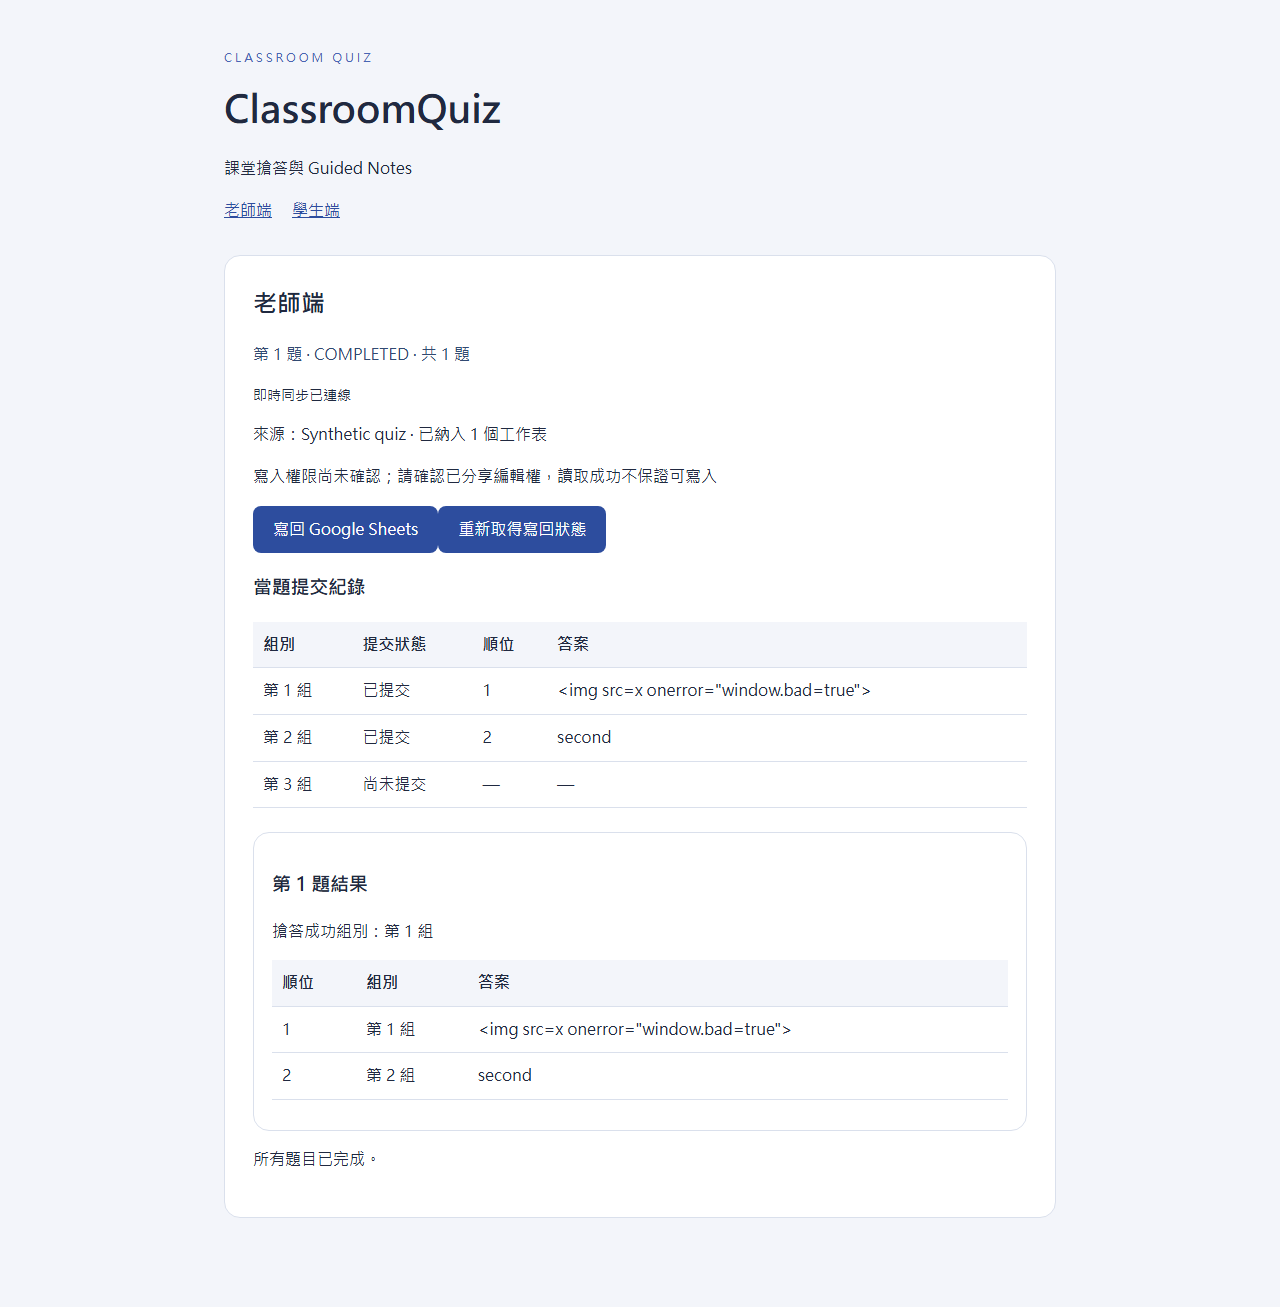 CLASSROOM QUIZ
ClassroomQuiz
課堂搶答與 Guided Notes
老師端 學生端
老師端
第 1 題 · COMPLETED · 共 1 題
即時同步已連線
來源：Synthetic quiz · 已納入 1 個工作表
寫入權限尚未確認；請確認已分享編輯權，讀取成功不保證可寫入
寫回 Google Sheets 重新取得寫回狀態
當題提交紀錄
組別 提交狀態 順位 答案
第 1 組 已提交 1 <img src=x onerror="window.bad=true">
第 2 組 已提交 2 second
第 3 組 尚未提交 — —
第 1 題結果
搶答成功組別：第 1 組
順位 組別 答案
1 第 1 組 <img src=x onerror="window.bad=true">
2 第 2 組 second
所有題目已完成。